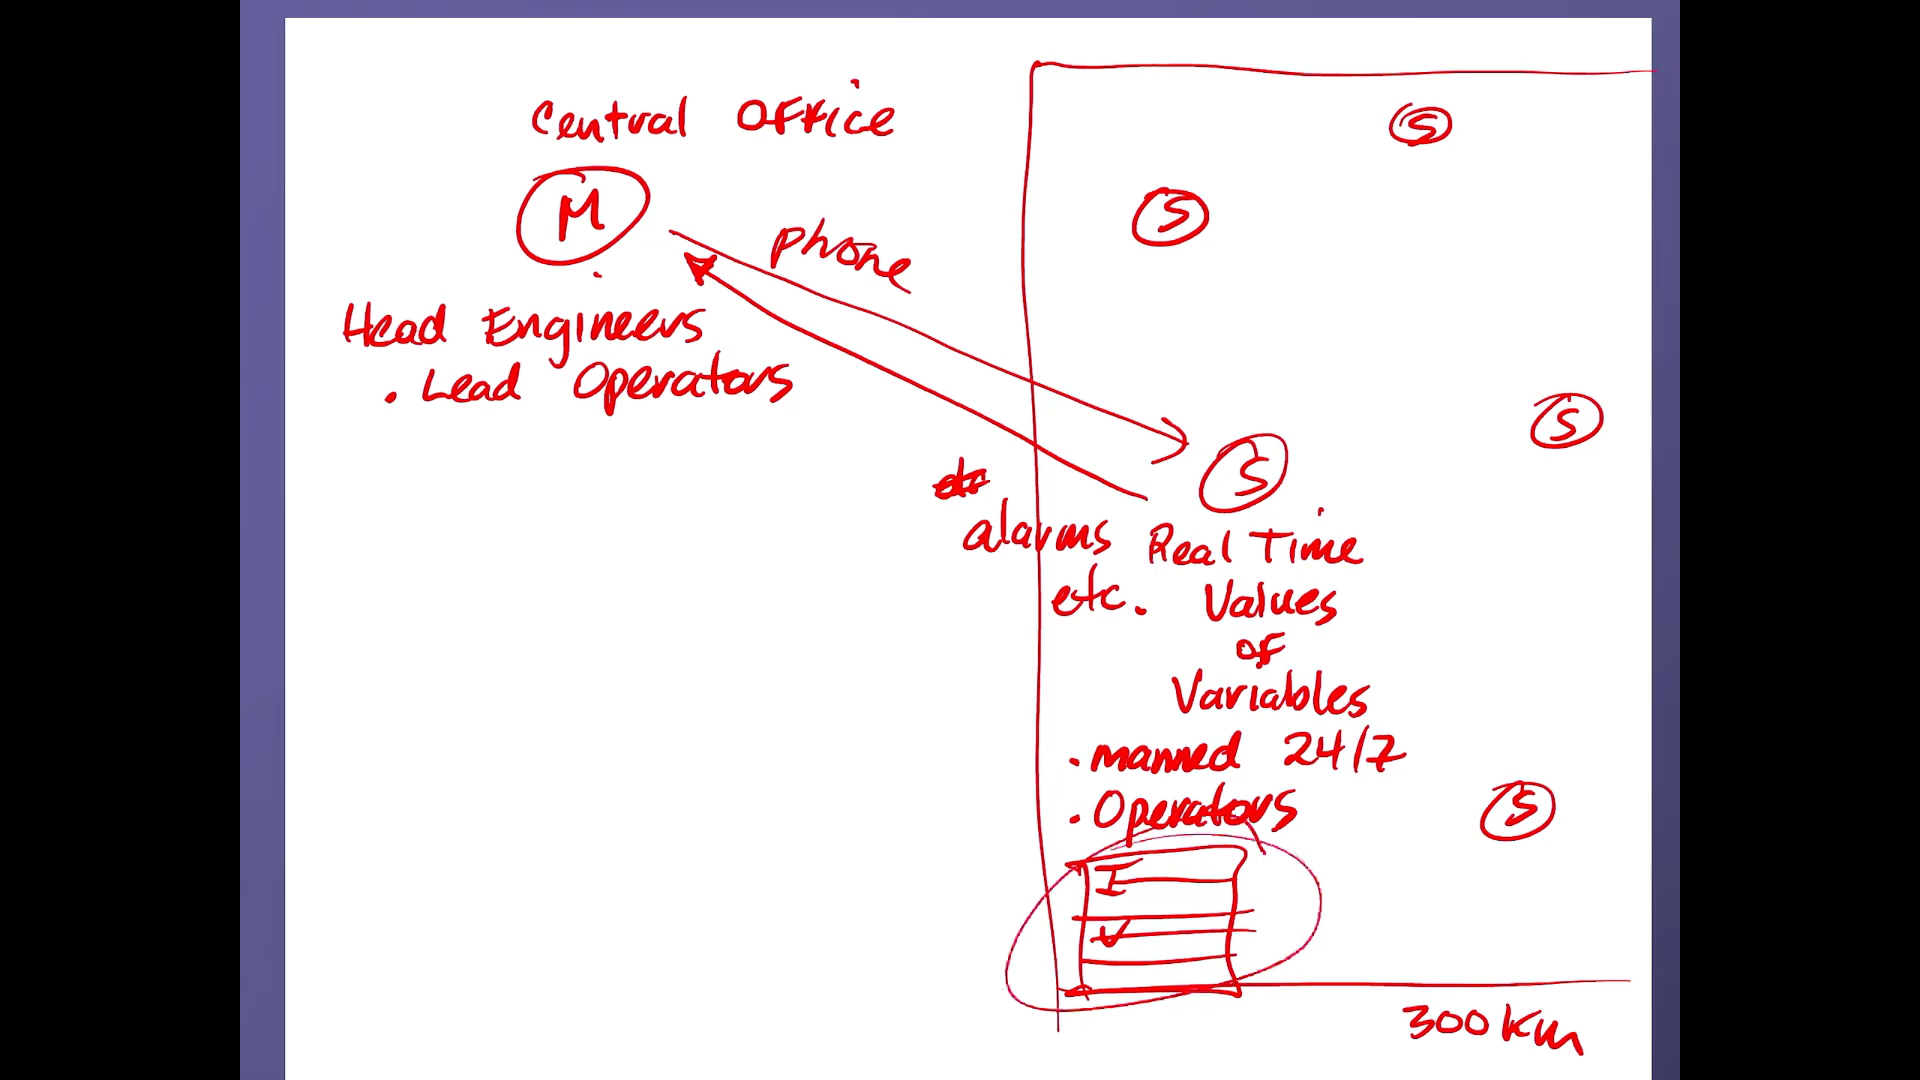 Central Office
S
M
S
phone
Head Engineers
. Lead Operators
S
S
etc
alarms Real Time
etc. Values
of
Variables
. manned 24/7
. Operators
S
I
V
300 Km